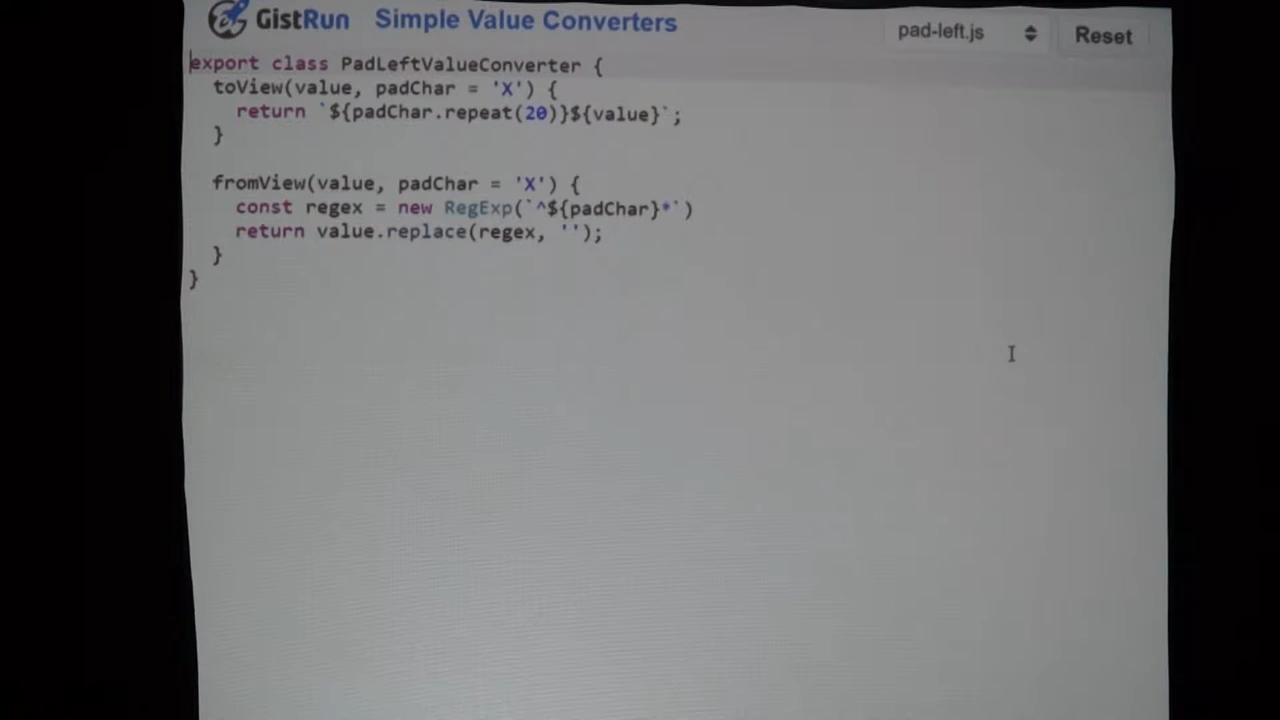 GistRun Simple Value Converters pad-left.js Reset
export class PadLeftValueConverter {
  toView(value, padChar = 'X') {
    return `${padChar.repeat(20)}${value}`;
  }

  fromView(value, padChar = 'X') {
    const regex = new RegExp(`^${padChar}*`)
    return value.replace(regex, '');
  }
}